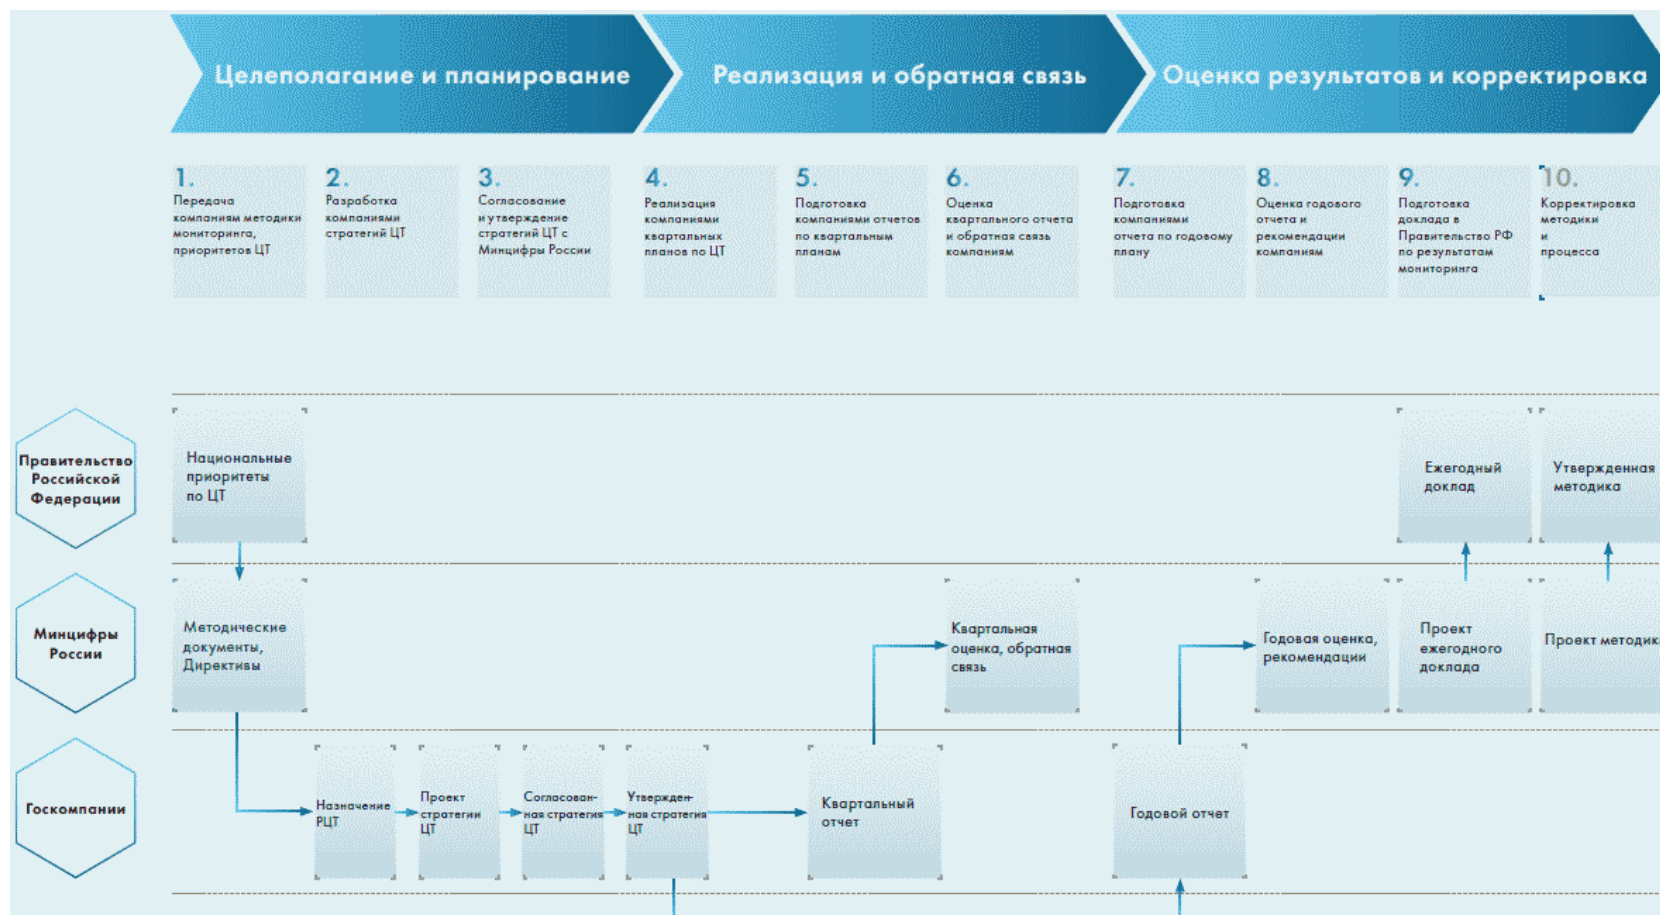 Целеполагание и планирование
Реализация и обратная связь
Оценка результатов и корректировка
1.
Передача
компаниям методики
мониторинга,
приоритетов ЦТ
2.
Разработка
компаниями
стратегий ЦТ
3.
Согласование
и утверждение
стратегий ЦТ с
Минцифры России
4.
Реализация
компаниями
квартальных
планов по ЦТ
5.
Подготовка
компаниями отчетов
по квартальным
планам
6.
Оценка
квартального отчета
и обратная связь
компаниям
7.
Подготовка
компаниями
отчета по годовому
плану
8.
Оценка годового
отчета и
рекомендации
компаниям
9.
Подготовка
доклада в
Правительство РФ
по результатам
мониторинга
10.
Корректировка
методики
и
процесса
Правительство
Российской
Федерации
Национальные
приоритеты
по ЦТ
Ежегодный
доклад
Утвержденная
методика
Минцифры
России
Методические
документы,
Директивы
Квартальная
оценка, обратная
связь
Годовая оценка,
рекомендации
Проект
ежегодного
доклада
Проект методики
Госкомпании
Назначение
РЦТ
Проект
стратегии
ЦТ
Согласован-
ная стратегия
ЦТ
Утвержден-
ная стратегия
ЦТ
Квартальный
отчет
Годовой отчет